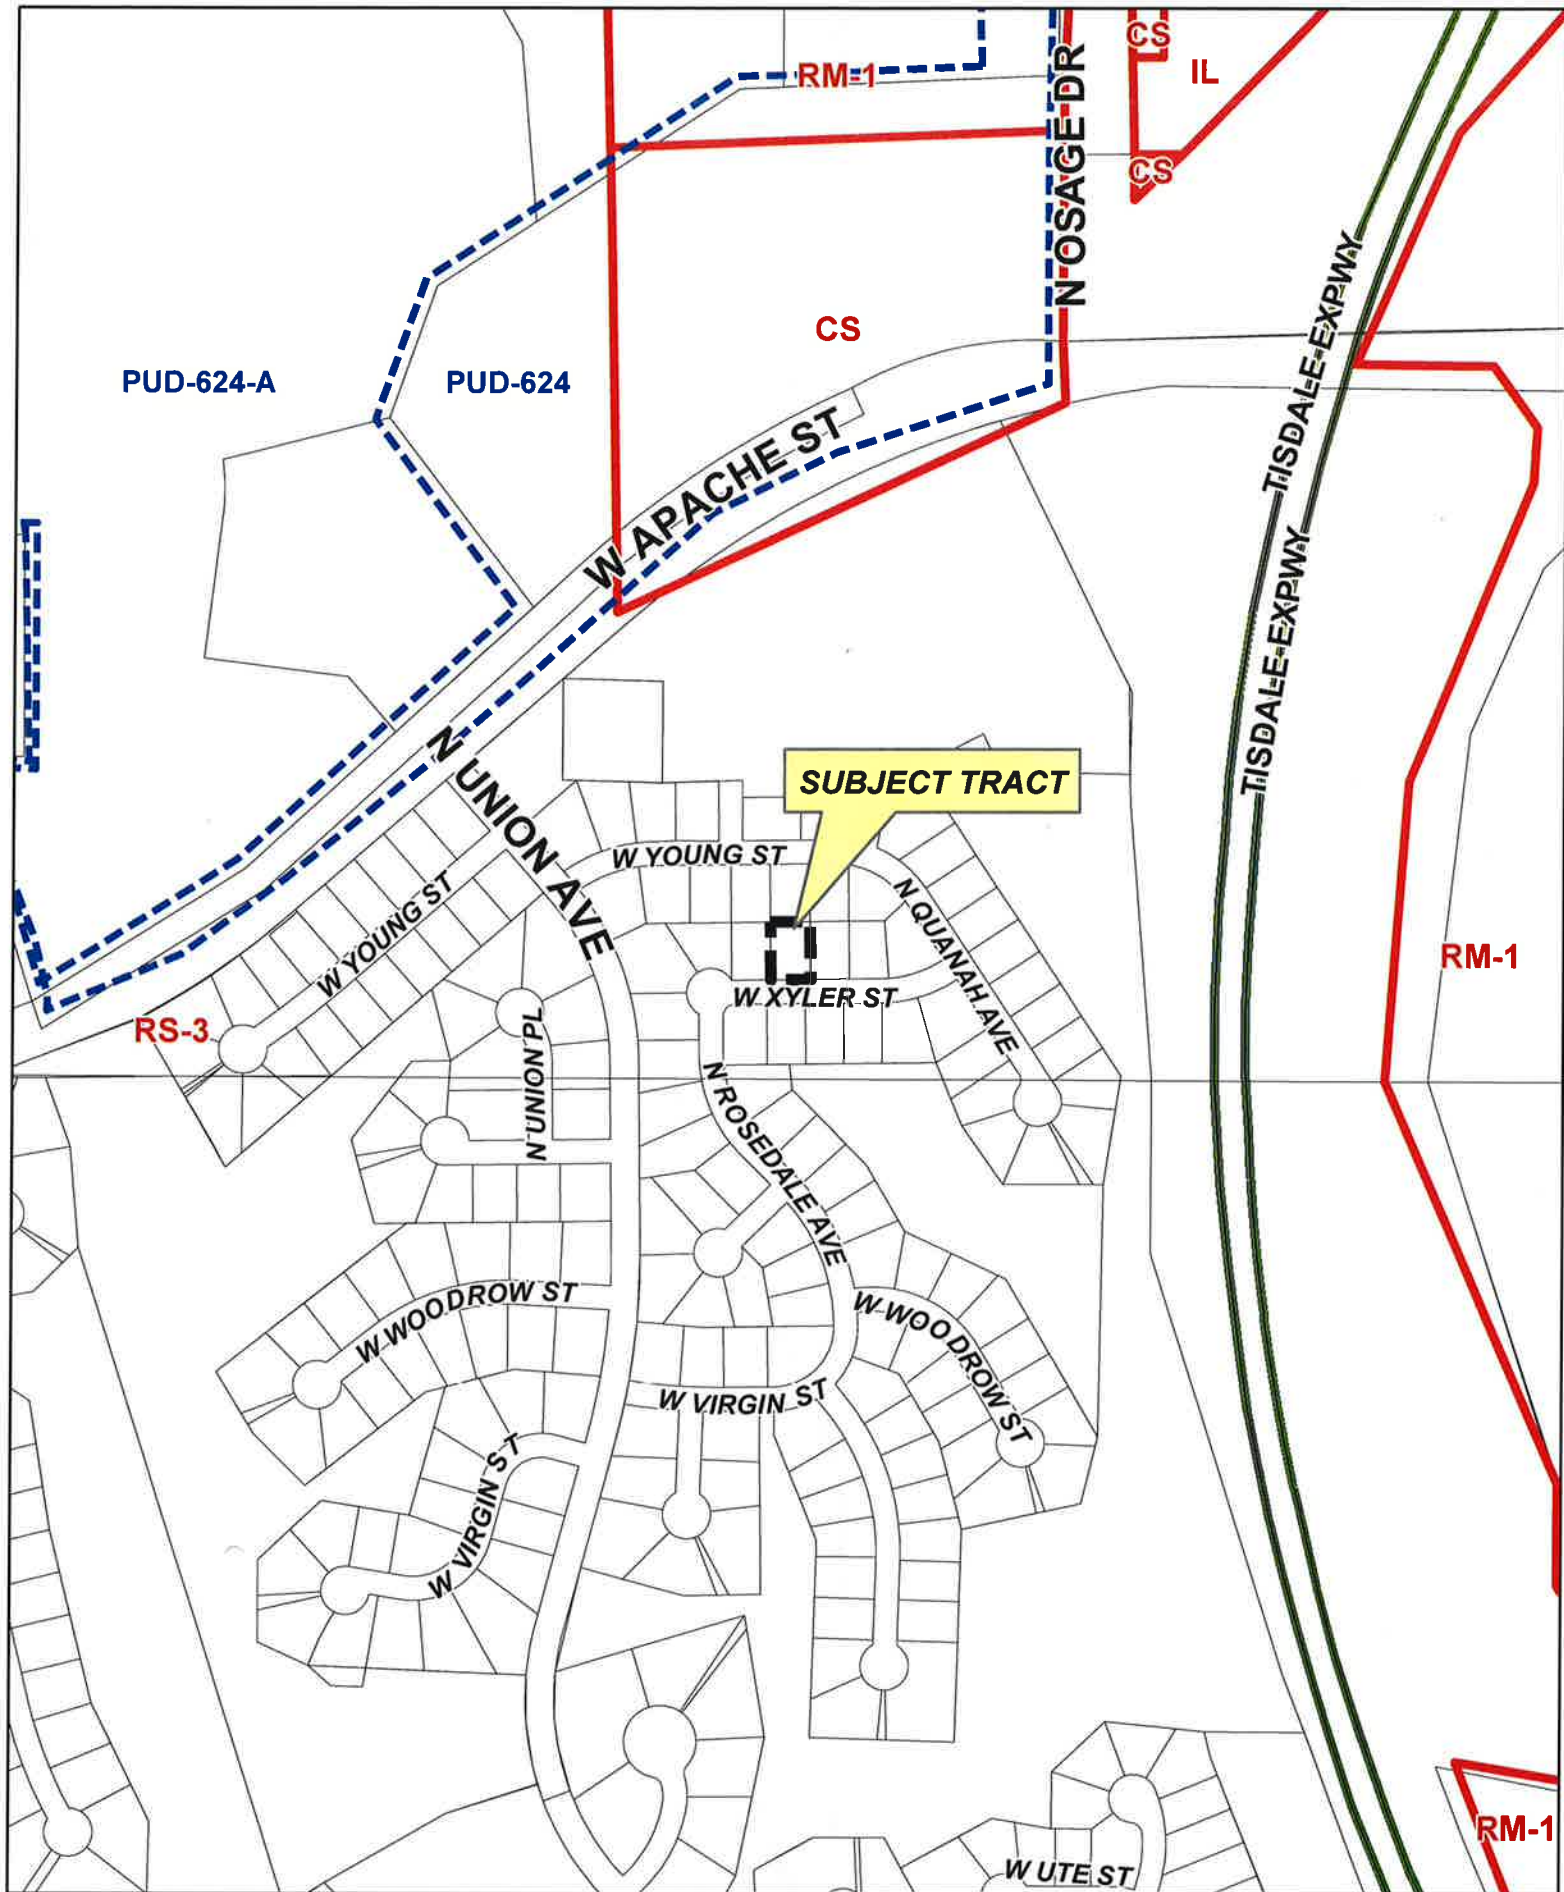 CS
RM-1
IL
N OSAGE DR
CS
TISDALE EXPWY
CS
PUD-624-A
PUD-624
W APACHE ST
TISDALE EXPWY
N UNION AVE
SUBJECT TRACT
W YOUNG ST
W YOUNG ST
N QUANAH AVE
RM-1
W XYLER ST
RS-3
N UNION PL
N ROSEDALE AVE
W WOODROW ST
W WOODROW ST
W VIRGIN ST
W VIRGIN ST
RM-1
W UTE ST